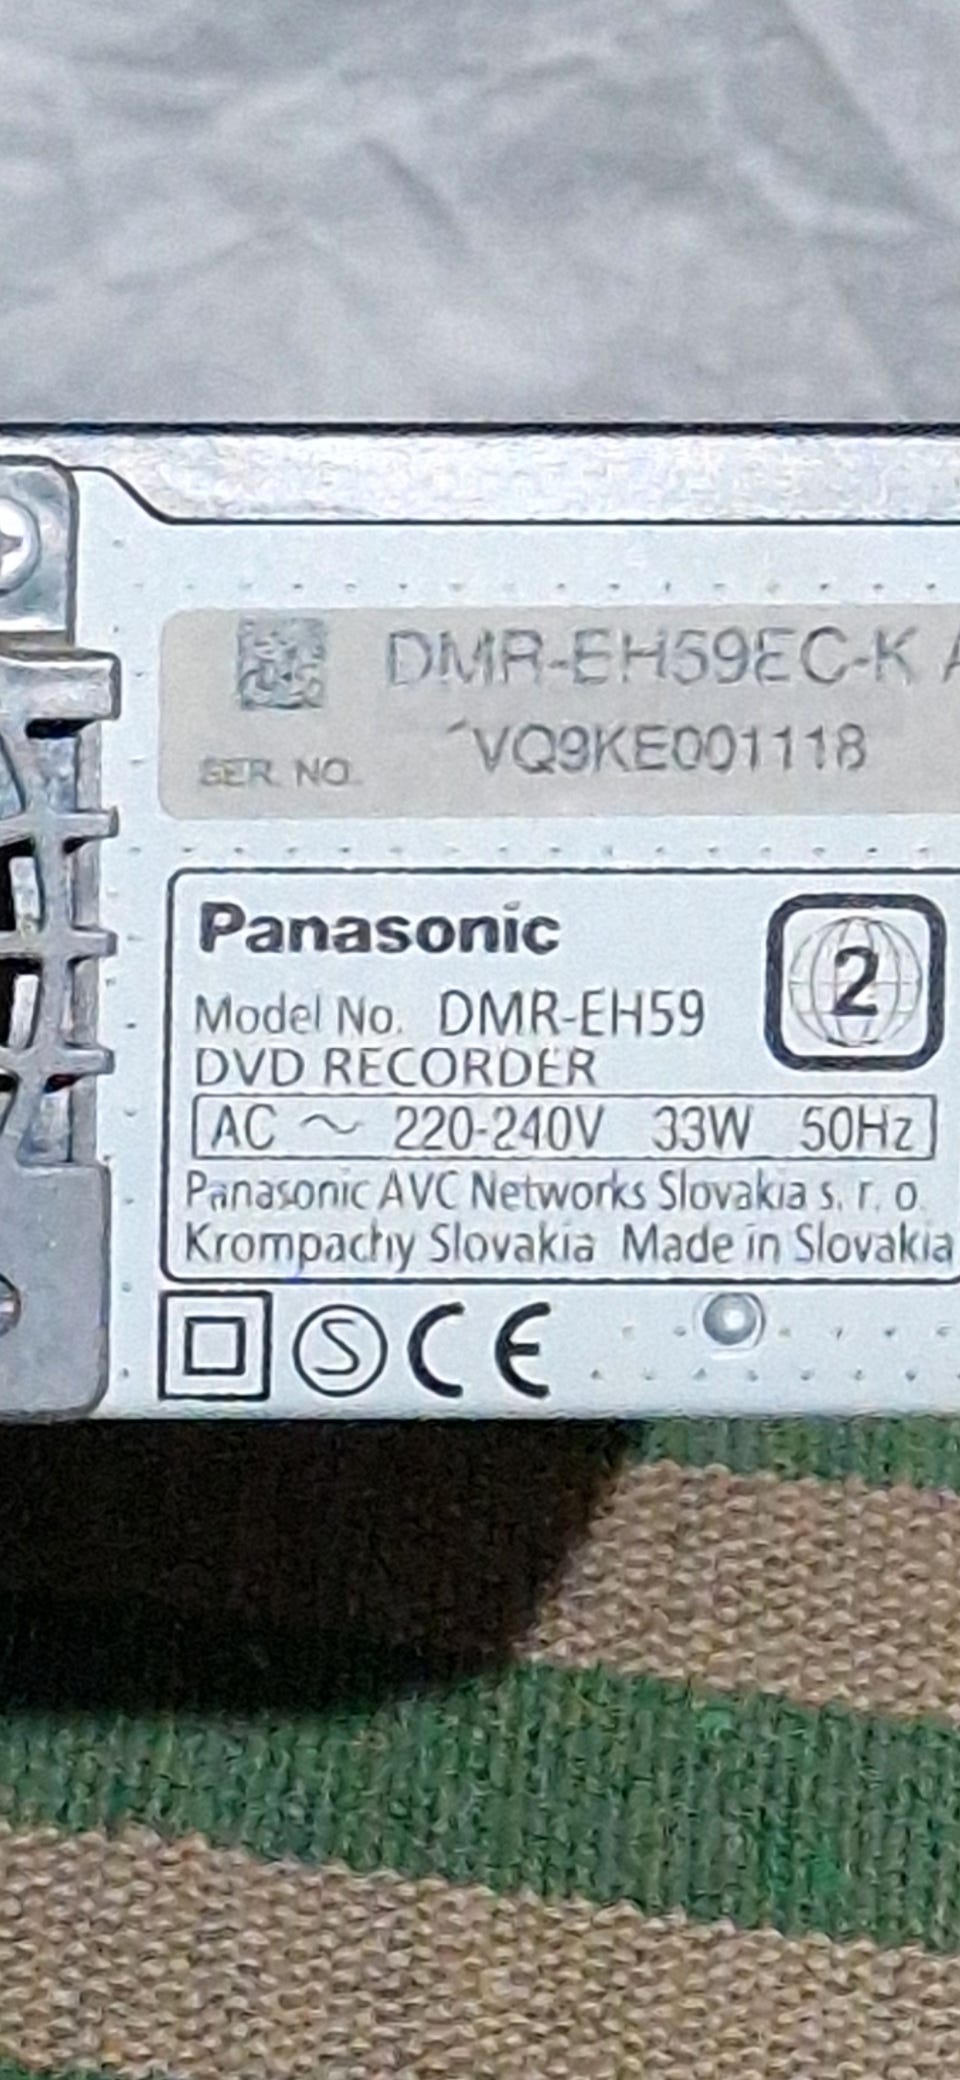 DMR-EH59EC-K A
SER. NO. VQ9KE001118
Panasonic
2
Model No. DMR-EH59
DVD RECORDER
AC ~ 220-240V 33W 50Hz
Panasonic AVC Networks Slovakia s. r. o.
Krompachy Slovakia Made in Slovakia
S CE